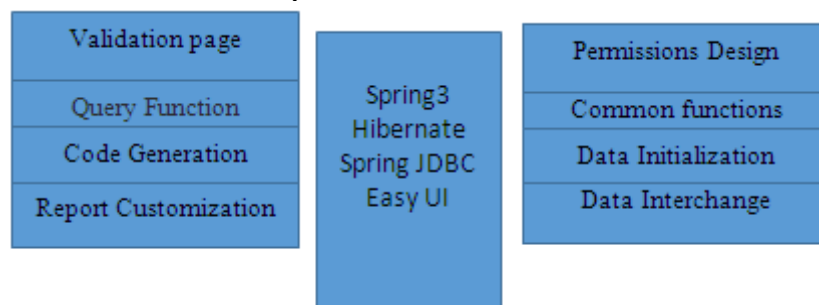 Validation page
Query Function
Code Generation
Report Customization
Spring3
Hibernate
Spring JDBC
Easy UI
Permissions Design
Common functions
Data Initialization
Data Interchange